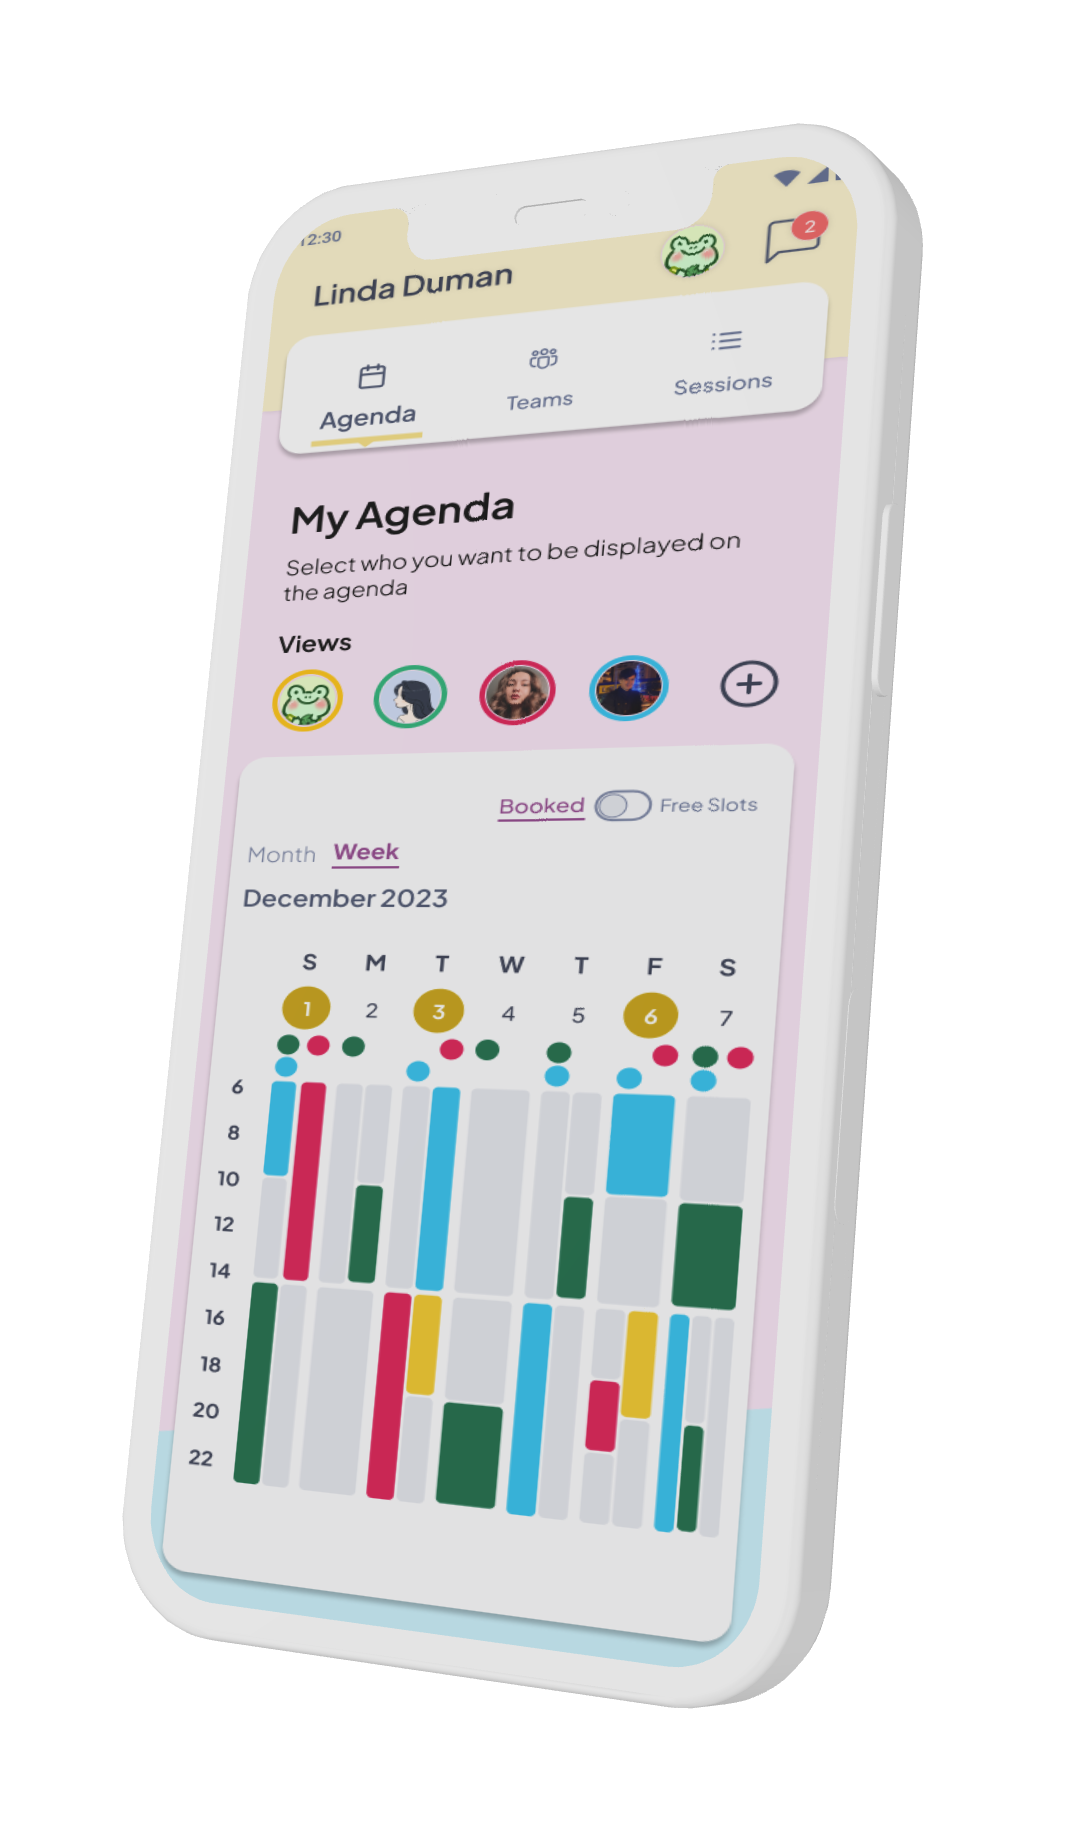 12:30
2
Linda Duman
Agenda
Teams
Sessions
My Agenda
Select who you want to be displayed on
the agenda
Views
Booked
Free Slots
Month Week
December 2023
S M T W T F S
1 2 3 4 5 6 7
6
8
10
12
14
16
18
20
22